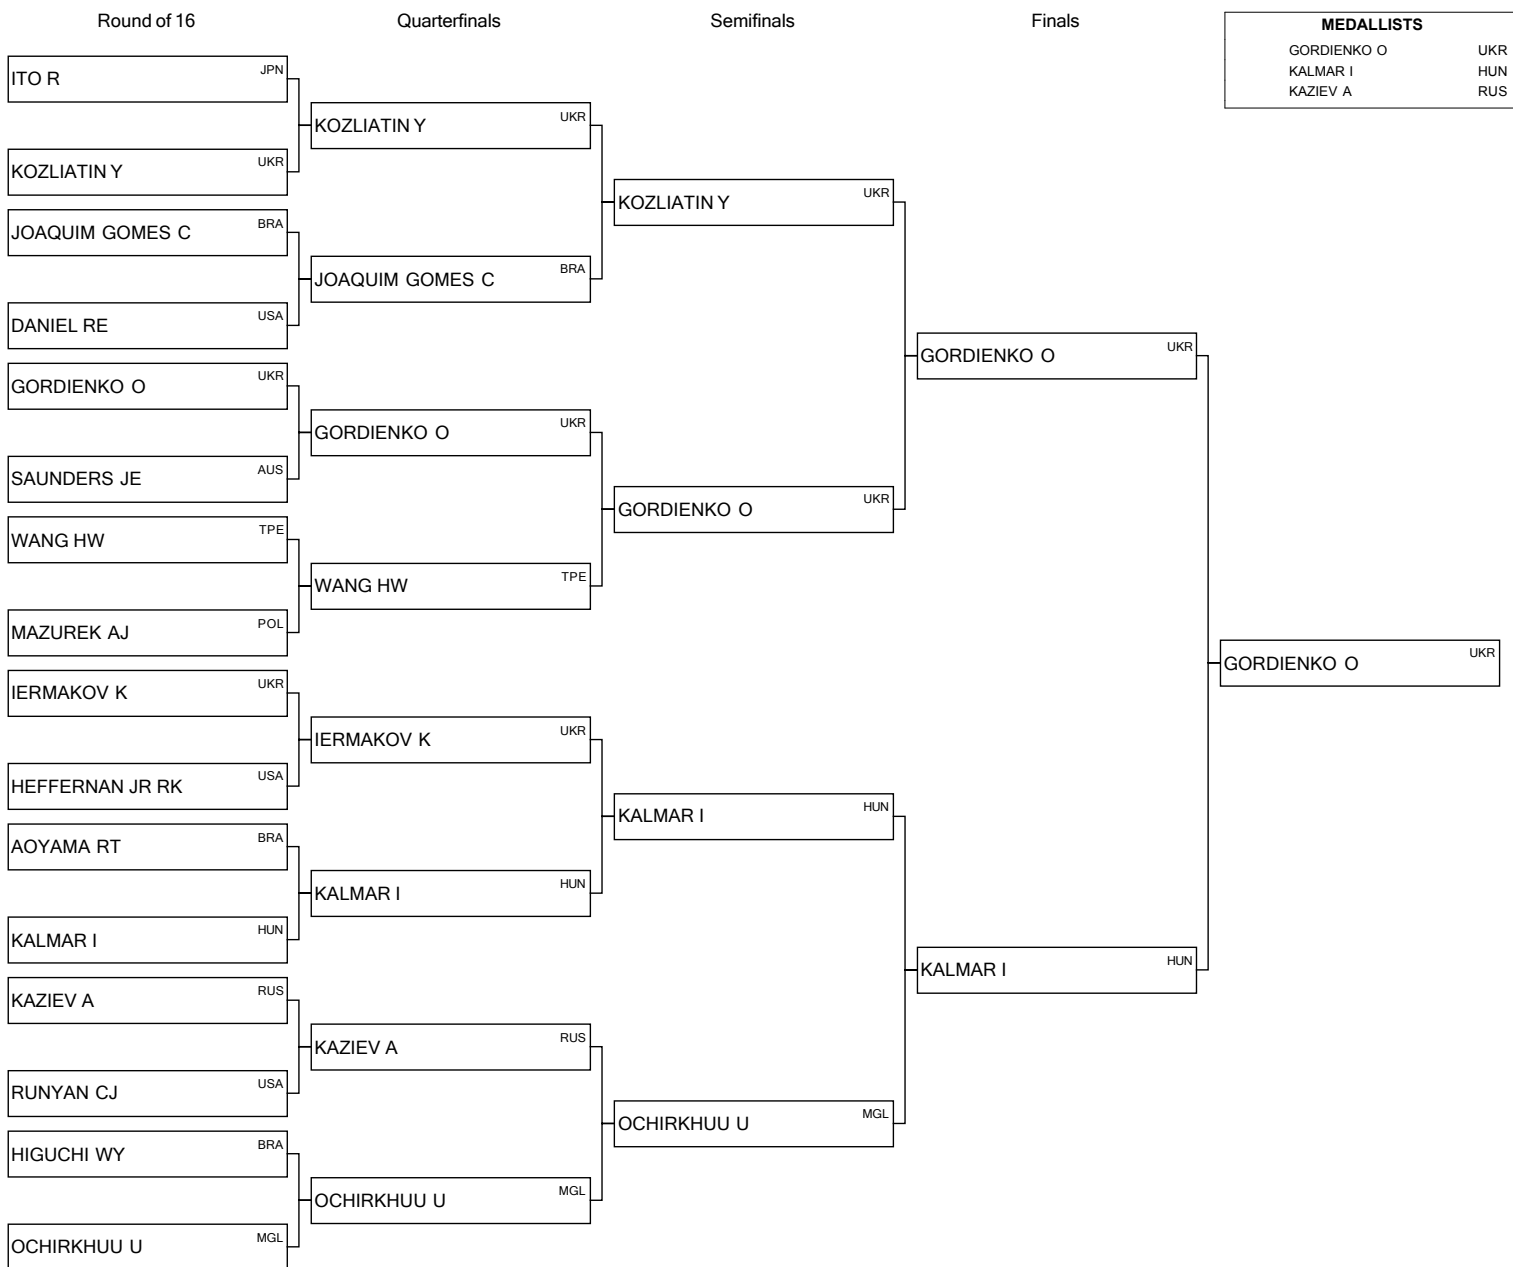 Round of 16 Quarterfinals Semifinals Finals
MEDALLISTS
GORDIENKO O UKR
KALMAR I HUN
KAZIEV A RUS
ITO R JPN
KOZLIATIN Y UKR
JOAQUIM GOMES C BRA
DANIEL RE USA
GORDIENKO O UKR
SAUNDERS JE AUS
WANG HW TPE
MAZUREK AJ POL
IERMAKOV K UKR
HEFFERNAN JR RK USA
AOYAMA RT BRA
KALMAR I HUN
KAZIEV A RUS
RUNYAN CJ USA
HIGUCHI WY BRA
OCHIRKHUU U MGL
KOZLIATIN Y UKR
JOAQUIM GOMES C BRA
GORDIENKO O UKR
WANG HW TPE
IERMAKOV K UKR
KALMAR I HUN
KAZIEV A RUS
OCHIRKHUU U MGL
KOZLIATIN Y UKR
GORDIENKO O UKR
KALMAR I HUN
OCHIRKHUU U MGL
GORDIENKO O UKR
KALMAR I HUN
GORDIENKO O UKR